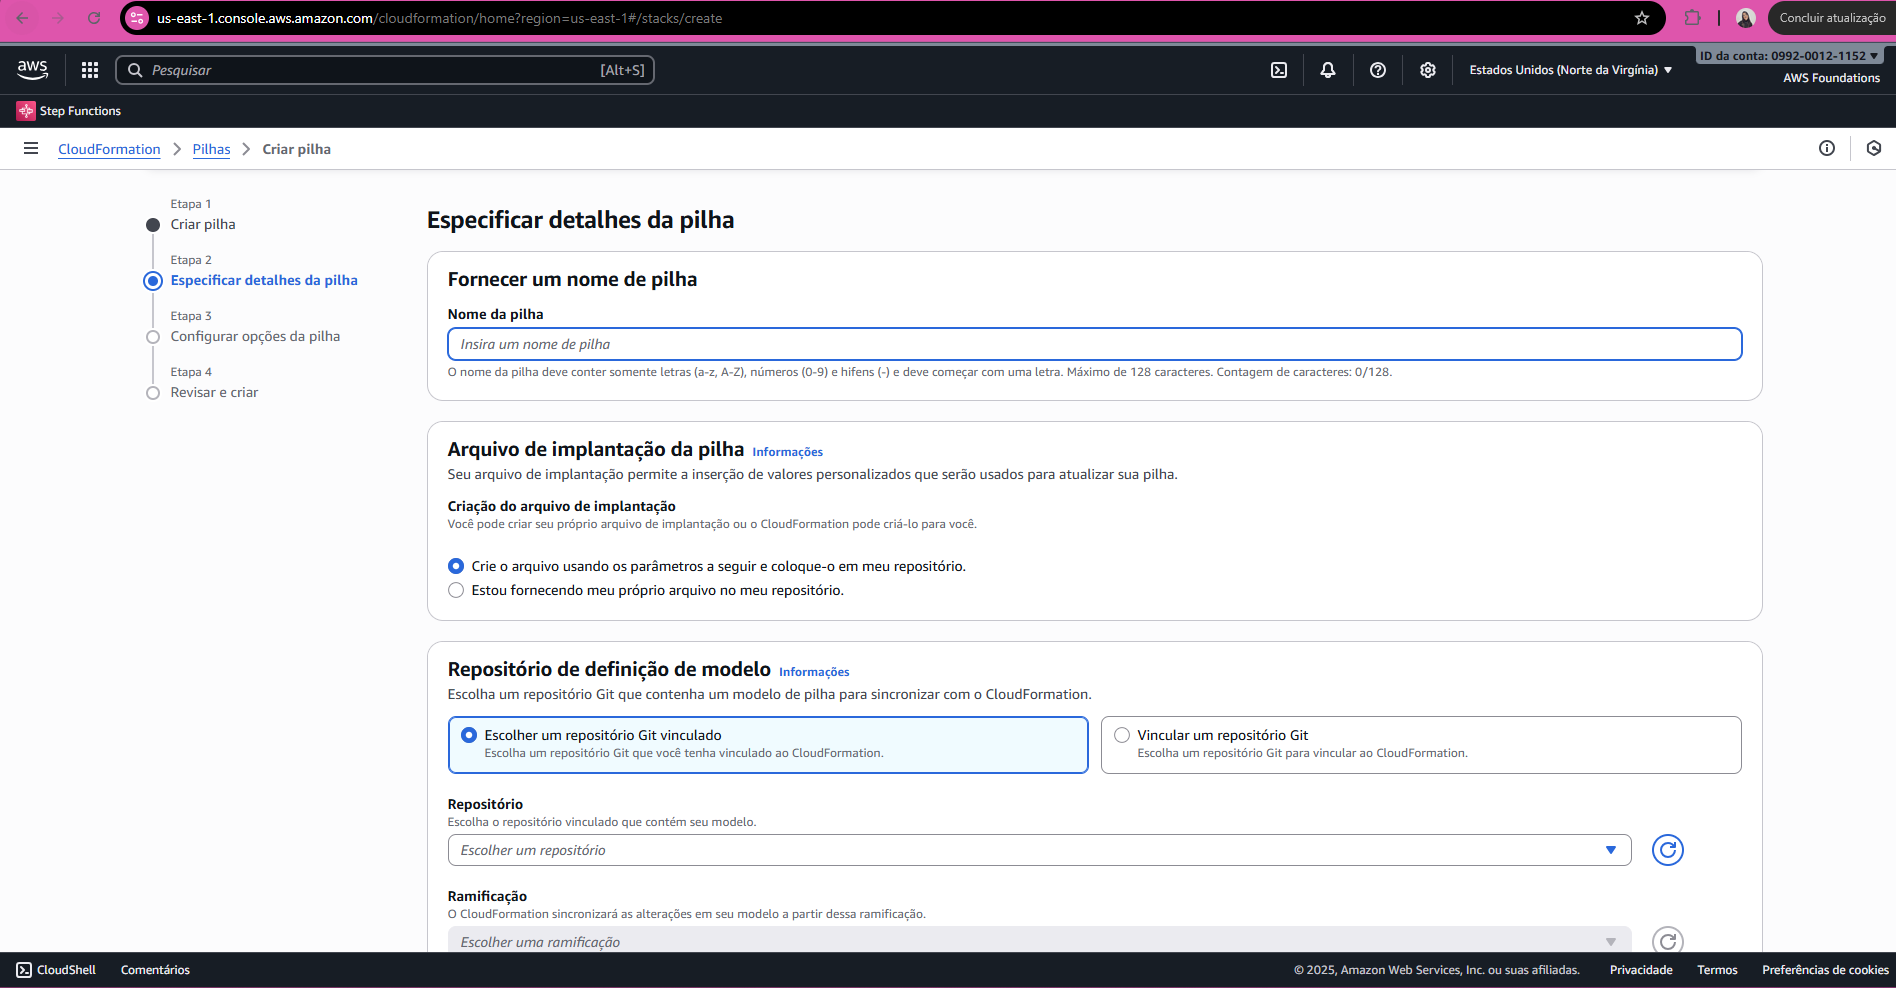 us-east-1.console.aws.amazon.com/cloudformation/home?region=us-east-1#/stacks/create
Concluir atualização
aws
Pesquisar
[Alt+S]
Estados Unidos (Norte da Virgínia)
ID da conta: 0992-0012-1152
AWS Foundations
Step Functions
CloudFormation
Pilhas
Criar pilha
Etapa 1
Criar pilha
Etapa 2
Especificar detalhes da pilha
Etapa 3
Configurar opções da pilha
Etapa 4
Revisar e criar
Especificar detalhes da pilha
Fornecer um nome de pilha
Nome da pilha
Insira um nome de pilha
O nome da pilha deve conter somente letras (a-z, A-Z), números (0-9) e hifens (-) e deve começar com uma letra. Máximo de 128 caracteres. Contagem de caracteres: 0/128.
Arquivo de implantação da pilha Informações
Seu arquivo de implantação permite a inserção de valores personalizados que serão usados para atualizar sua pilha.
Criação do arquivo de implantação
Você pode criar seu próprio arquivo de implantação ou o CloudFormation pode criá-lo para você.
Crie o arquivo usando os parâmetros a seguir e coloque-o em meu repositório.
Estou fornecendo meu próprio arquivo no meu repositório.
Repositório de definição de modelo Informações
Escolha um repositório Git que contenha um modelo de pilha para sincronizar com o CloudFormation.
Escolher um repositório Git vinculado
Escolha um repositório Git que você tenha vinculado ao CloudFormation.
Vincular um repositório Git
Escolha um repositório Git para vincular ao CloudFormation.
Repositório
Escolha o repositório vinculado que contém seu modelo.
Escolher um repositório
Ramificação
O CloudFormation sincronizará as alterações em seu modelo a partir dessa ramificação.
Escolher uma ramificação
CloudShell
Comentários
© 2025, Amazon Web Services, Inc. ou suas afiliadas.
Privacidade
Termos
Preferências de cookies